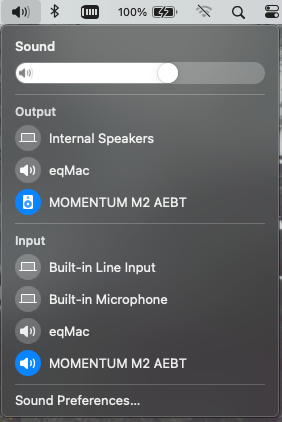 100%
Sound
Output
Internal Speakers
eqMac
MOMENTUM M2 AEBT
Input
Built-in Line Input
Built-in Microphone
eqMac
MOMENTUM M2 AEBT
Sound Preferences...